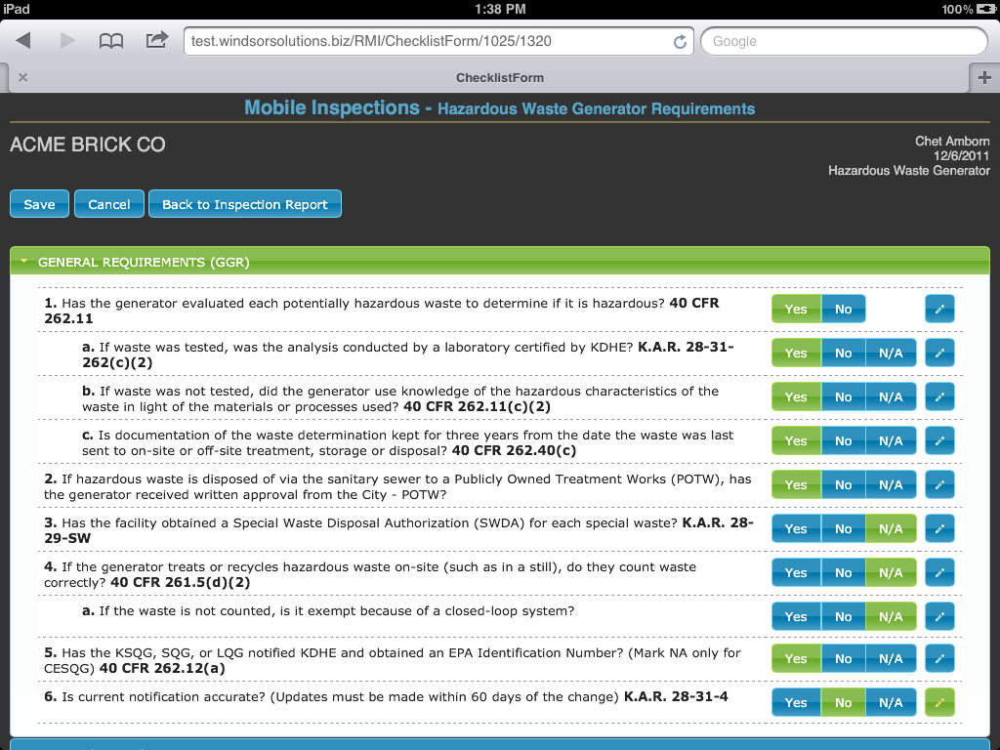 iPad 1:38 PM 100%
test.windsorsolutions.biz/RMI/ChecklistForm/1025/1320 Google
ChecklistForm
Mobile Inspections - Hazardous Waste Generator Requirements
ACME BRICK CO
Chet Amborn
12/6/2011
Hazardous Waste Generator
Save Cancel Back to Inspection Report
GENERAL REQUIREMENTS (GGR)
1. Has the generator evaluated each potentially hazardous waste to determine if it is hazardous? 40 CFR
262.11
Yes No
a. If waste was tested, was the analysis conducted by a laboratory certified by KDHE? K.A.R. 28-31-
262(c)(2)
Yes No N/A
b. If waste was not tested, did the generator use knowledge of the hazardous characteristics of the
waste in light of the materials or processes used? 40 CFR 262.11(c)(2)
Yes No N/A
c. Is documentation of the waste determination kept for three years from the date the waste was last
sent to on-site or off-site treatment, storage or disposal? 40 CFR 262.40(c)
Yes No N/A
2. If hazardous waste is disposed of via the sanitary sewer to a Publicly Owned Treatment Works (POTW), has
the generator received written approval from the City - POTW?
Yes No N/A
3. Has the facility obtained a Special Waste Disposal Authorization (SWDA) for each special waste? K.A.R. 28-
29-SW
Yes No N/A
4. If the generator treats or recycles hazardous waste on-site (such as in a still), do they count waste
correctly? 40 CFR 261.5(d)(2)
Yes No N/A
a. If the waste is not counted, is it exempt because of a closed-loop system?
Yes No N/A
5. Has the KSQG, SQG, or LQG notified KDHE and obtained an EPA Identification Number? (Mark NA only for
CESQG) 40 CFR 262.12(a)
Yes No N/A
6. Is current notification accurate? (Updates must be made within 60 days of the change) K.A.R. 28-31-4
Yes No N/A